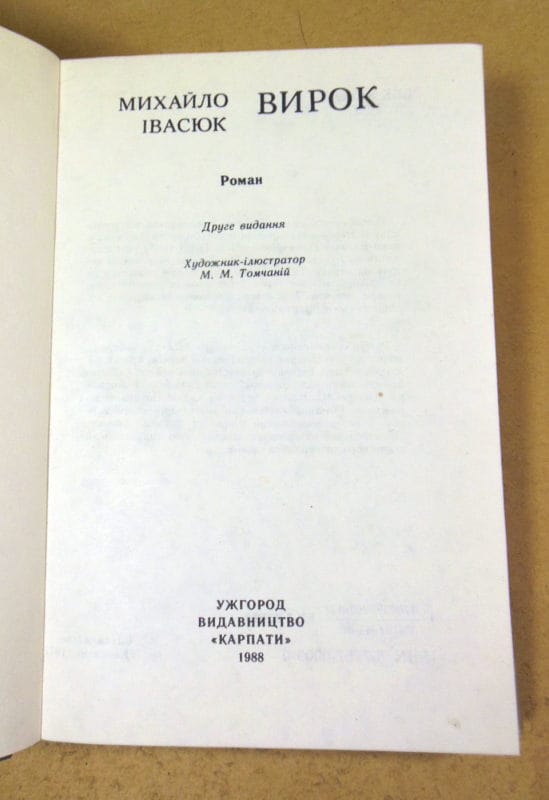 МИХАЙЛО
ІВАСЮК
ВИРОК
Роман
Друге видання
Художник-ілюстратор
М. М. Томчаній
УЖГОРОД
ВИДАВНИЦТВО
«КАРПАТИ»
1988